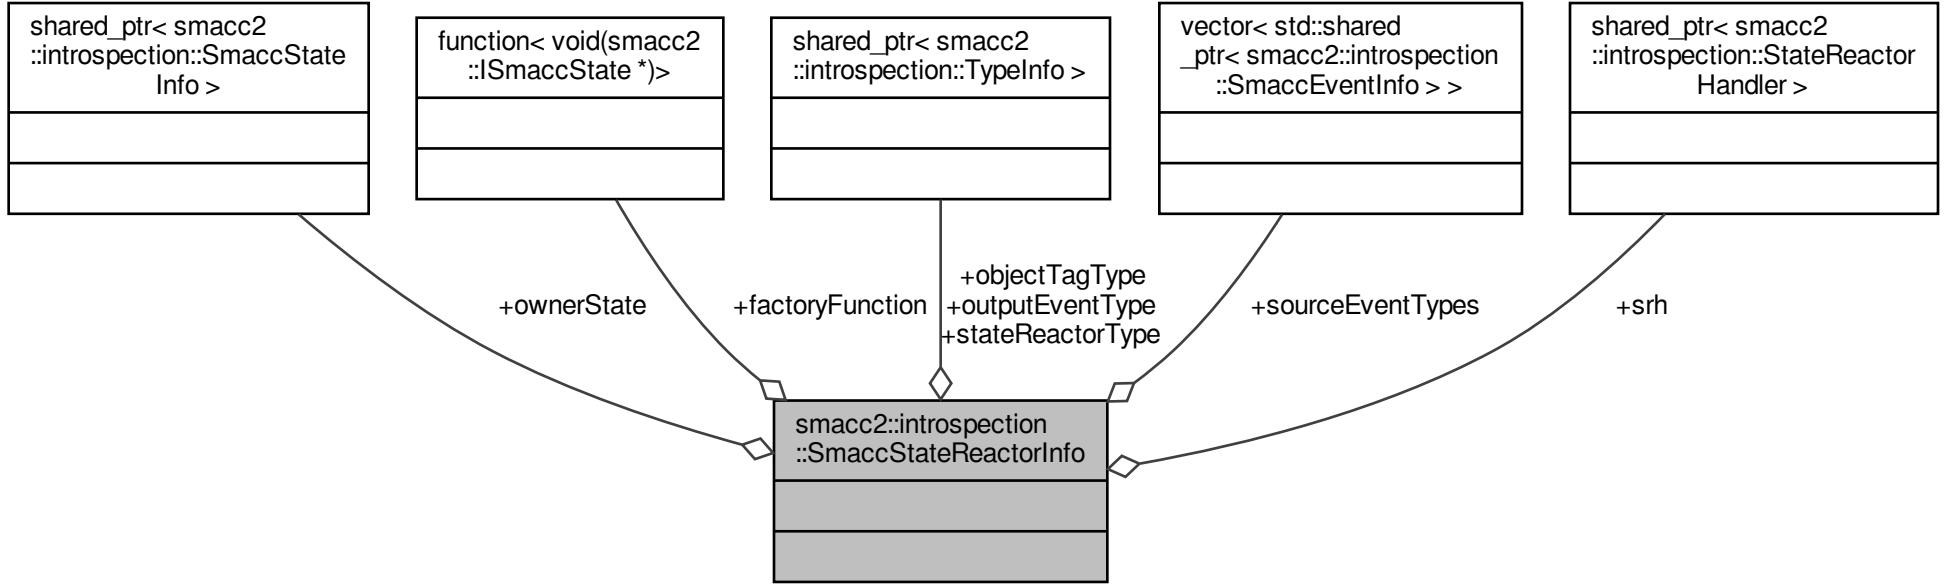 shared_ptr< smacc2
::introspection::SmaccState
Info >
function< void(smacc2
::ISmaccState *)>
shared_ptr< smacc2
::introspection::TypeInfo >
vector< std::shared
_ptr< smacc2::introspection
::SmaccEventInfo > >
shared_ptr< smacc2
::introspection::StateReactor
Handler >
+ownerState
+factoryFunction
+objectTagType
+outputEventType
+stateReactorType
+sourceEventTypes
+srh
smacc2::introspection
::SmaccStateReactorInfo